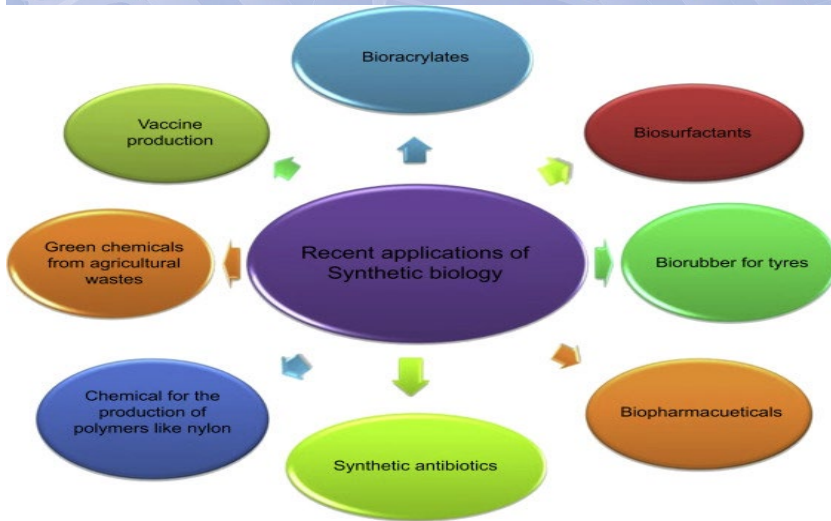 Bioracrylates
Vaccine
production
Biosurfactants
Recent applications of
Synthetic biology
Green chemicals
from agricultural
wastes
Biorubber for tyres
Chemical for the
production of
polymers like nylon
Biopharmacueticals
Synthetic antibiotics